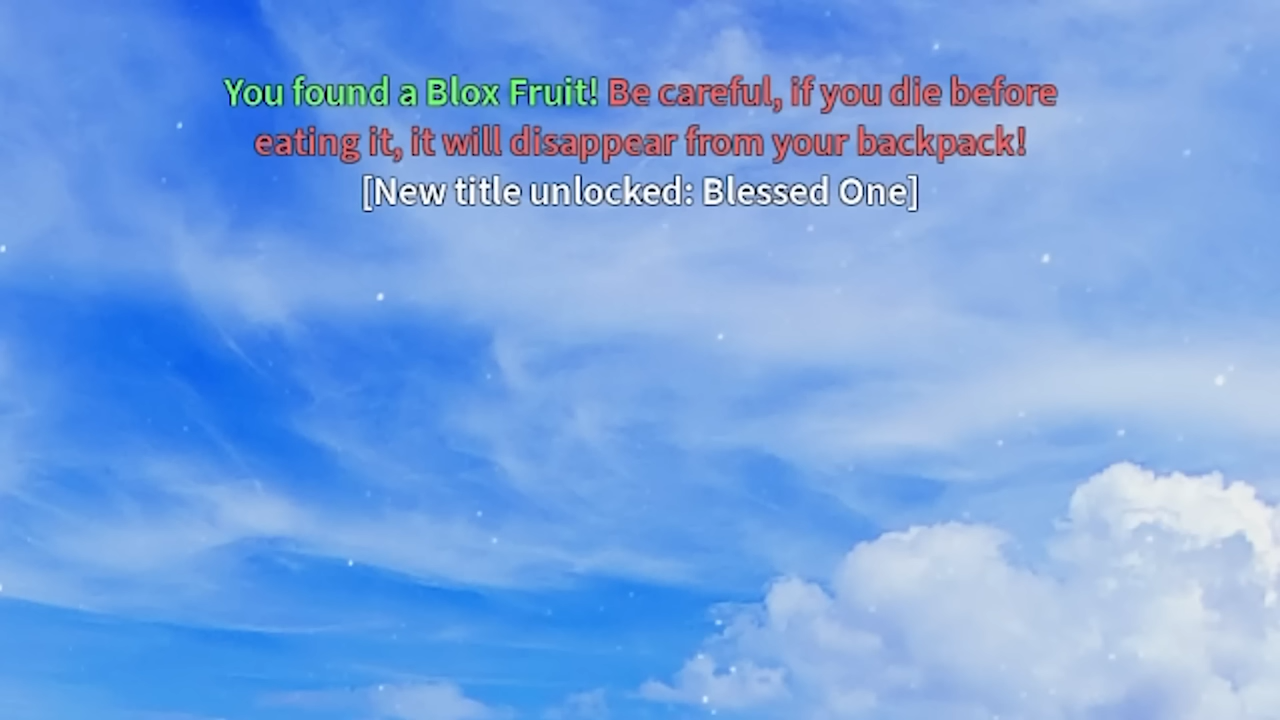 You found a Blox Fruit! Be careful, if you die before
eating it, it will disappear from your backpack!
[New title unlocked: Blessed One]